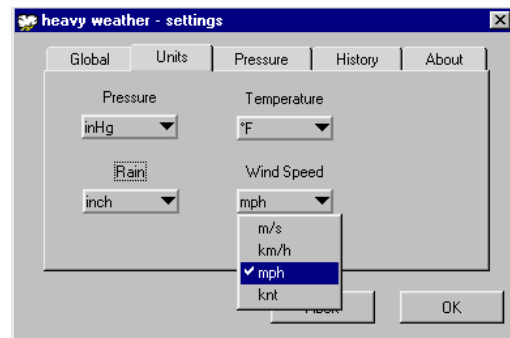 heavy weather - settings
Global Units Pressure History About
Pressure Temperature
inHg °F
Rain Wind Speed
inch mph
m/s
km/h
mph
knt
OK